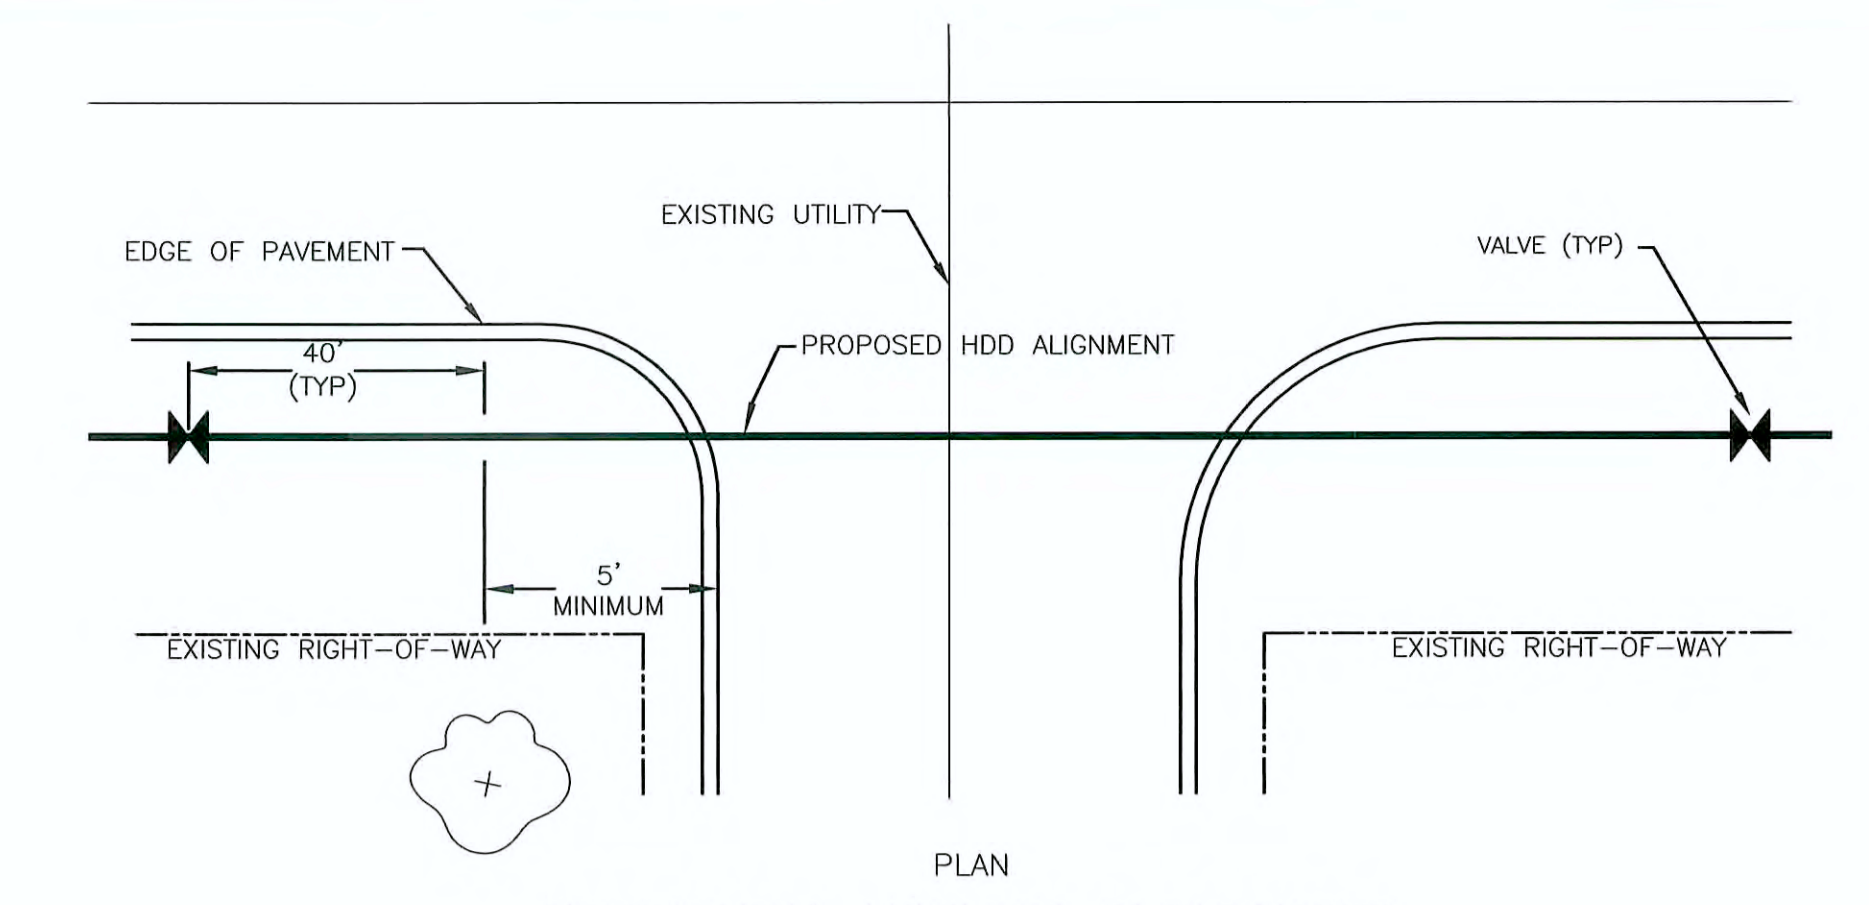 EXISTING UTILITY
EDGE OF PAVEMENT
VALVE (TYP)
PROPOSED HDD ALIGNMENT
40'
(TYP)
5'
MINIMUM
EXISTING RIGHT-OF-WAY
EXISTING RIGHT-OF-WAY
PLAN